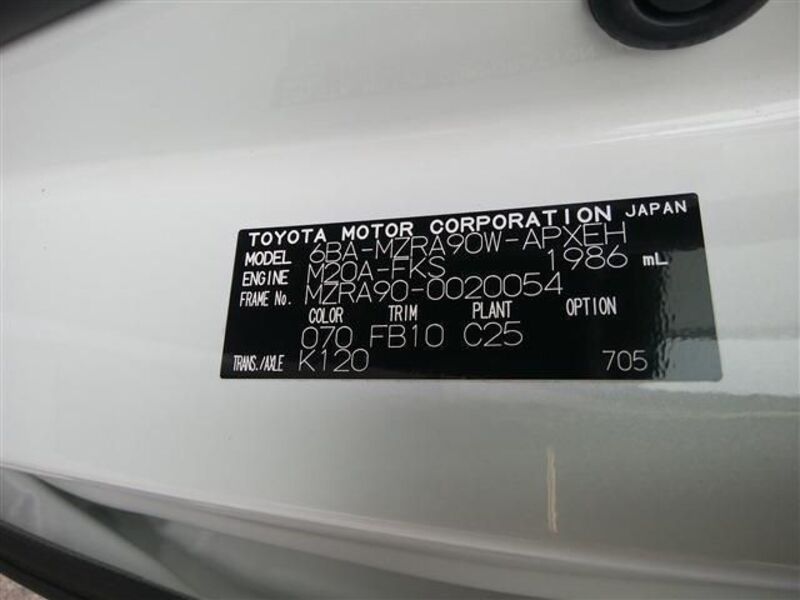 TOYOTA MOTOR CORPORATION JAPAN
MODEL 6BA-MZRA90W-APXEH
ENGINE M20A-FKS 1986 mL
FRAME No. MZRA90-0020054
COLOR TRIM PLANT OPTION
070 FB10 C25
TRANS./AXLE K120 705